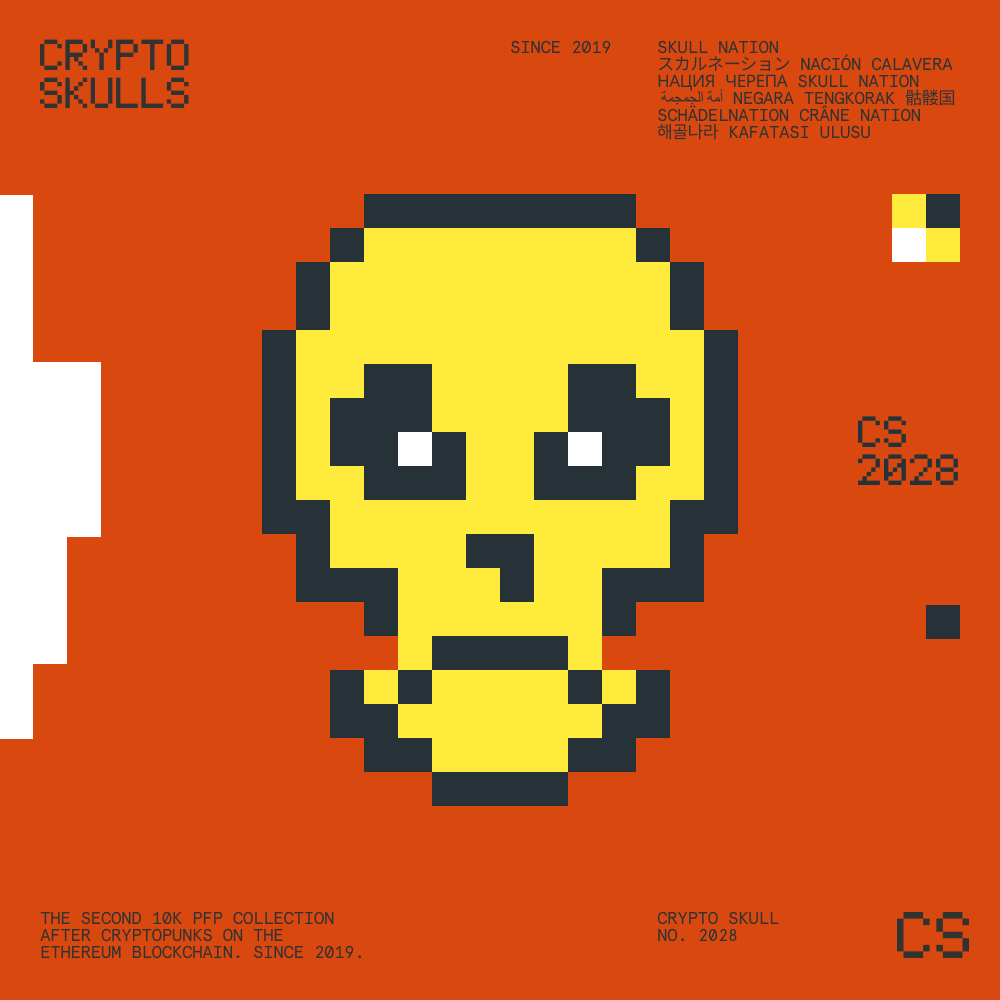 CRYPTO
SKULLS
SINCE 2019
SKULL NATION
スカルネーション NACIÓN CALAVERA
НАЦИЯ ЧЕРЕПА SKULL NATION
أمة الجمجمة NEGARA TENGKORAK 骷髅国
SCHÄDELNATION CRÂNE NATION
해골나라 KAFATASI ULUSU
CS
2028
THE SECOND 10K PFP COLLECTION
AFTER CRYPTOPUNKS ON THE
ETHEREUM BLOCKCHAIN. SINCE 2019.
CRYPTO SKULL
NO. 2028
CS